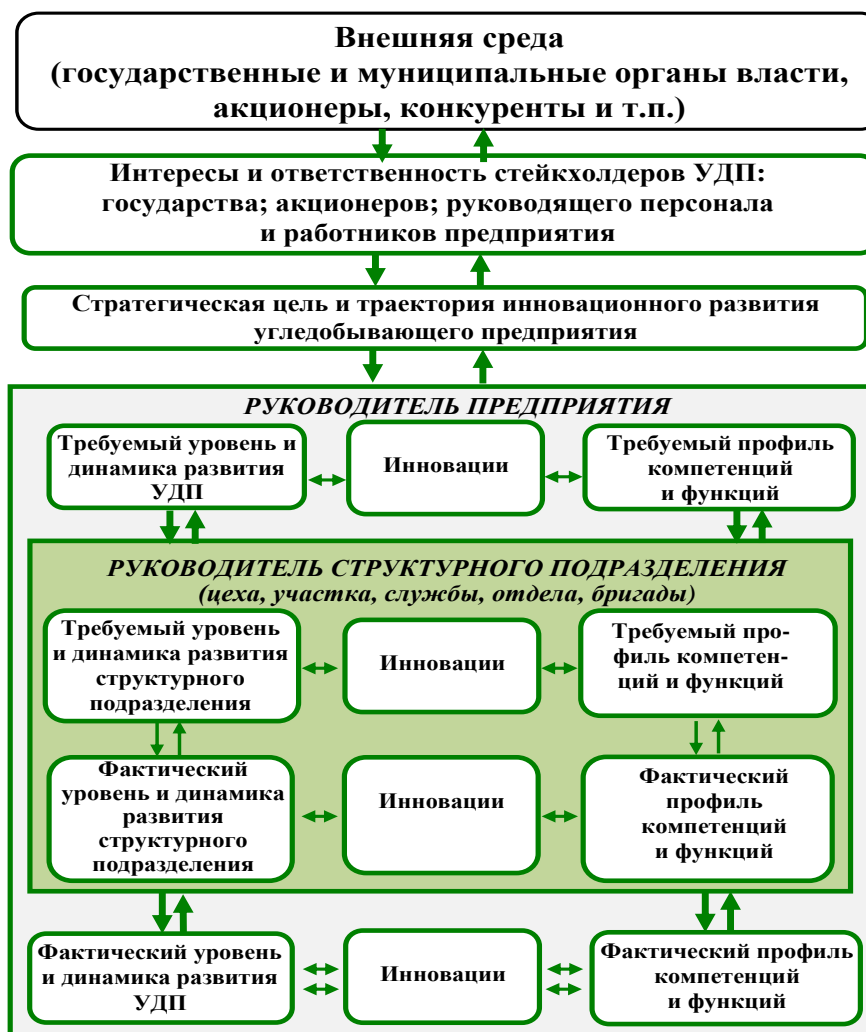 Внешняя среда
(государственные и муниципальные органы власти,
акционеры, конкуренты и т.п.)
Интересы и ответственность стейкхолдеров УДП:
государства; акционеров; руководящего персонала
и работников предприятия
Стратегическая цель и траектория инновационного развития
угледобывающего предприятия
РУКОВОДИТЕЛЬ ПРЕДПРИЯТИЯ
Требуемый уровень и
динамика развития
УДП
Инновации
Требуемый профиль
компетенций
и функций
РУКОВОДИТЕЛЬ СТРУКТУРНОГО ПОДРАЗДЕЛЕНИЯ
(цеха, участка, службы, отдела, бригады)
Требуемый уровень
и динамика развития
структурного
подразделения
Инновации
Требуемый про-
филь компетен-
ций и функций
Фактический
уровень и динамика
развития
структурного
подразделения
Инновации
Фактический
профиль
компетенций
и функций
Фактический уровень
и динамика развития
УДП
Инновации
Фактический профиль
компетенций
и функций